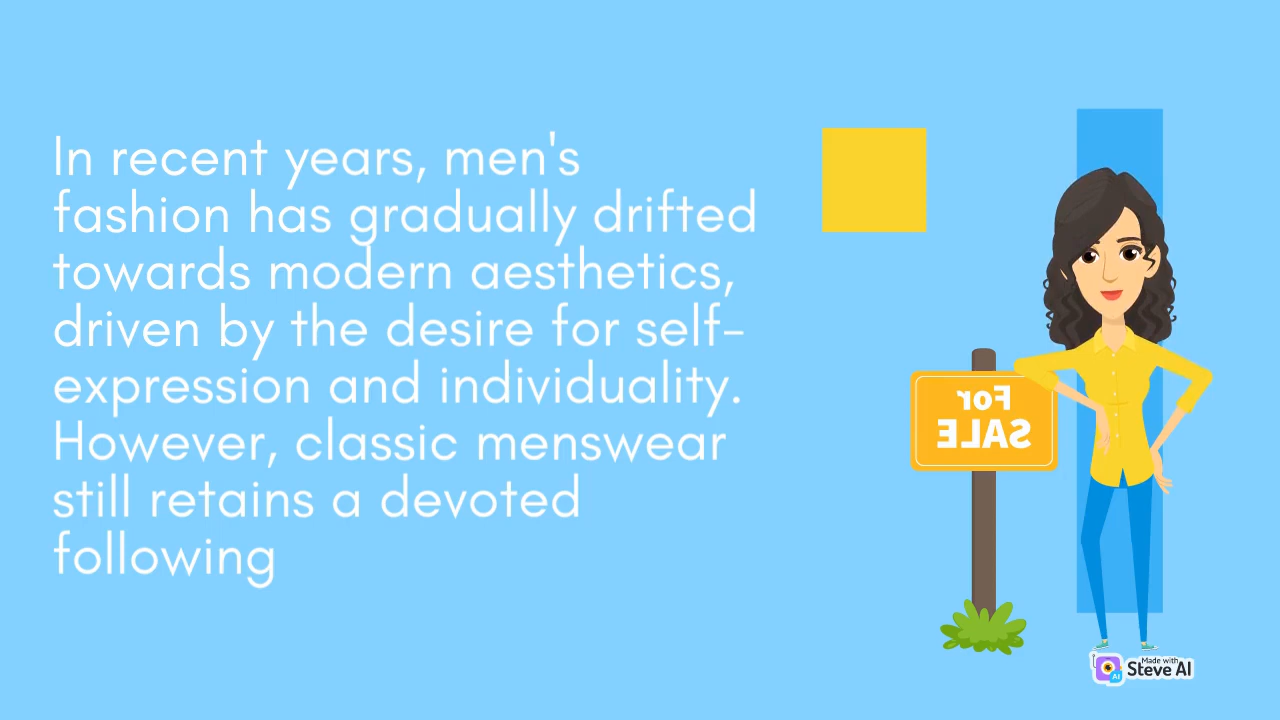 In recent years, men's
fashion has gradually drifted
towards modern aesthetics,
driven by the desire for self-
expression and individuality.
However, classic menswear
still retains a devoted
following
For
SALE
Made with
Steve AI
AI